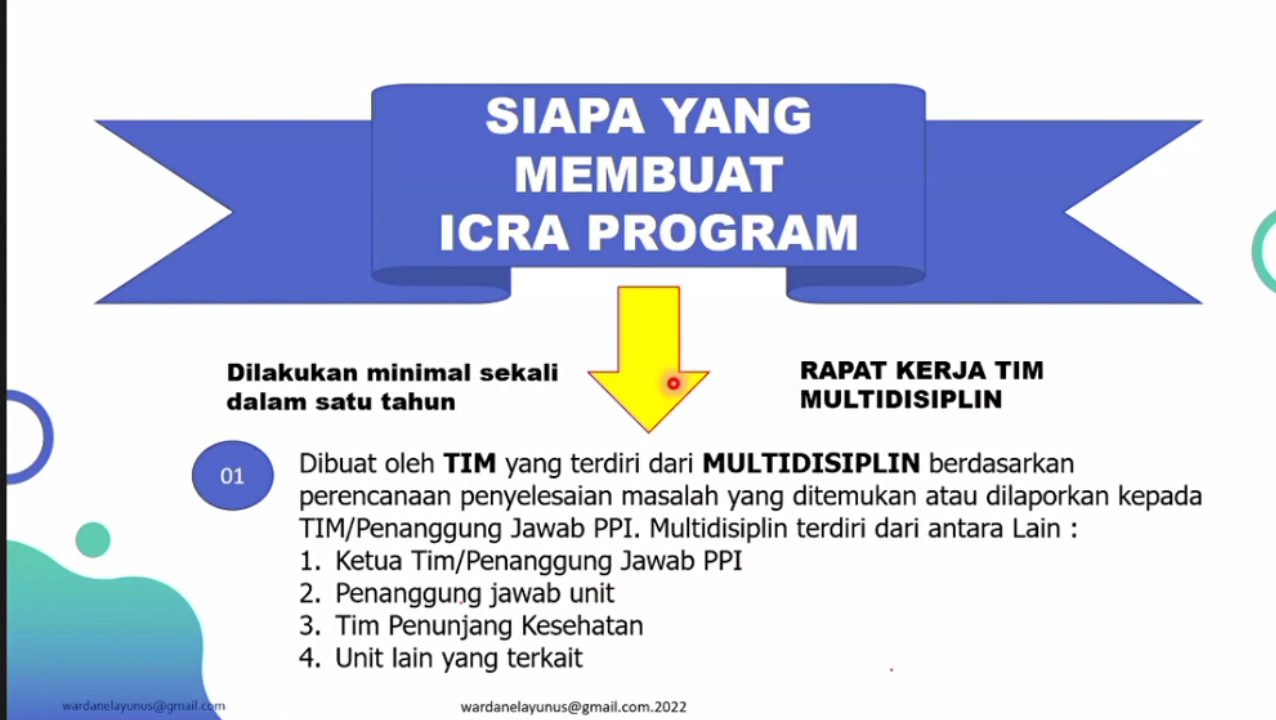 SIAPA YANG
MEMBUAT
ICRA PROGRAM
Dilakukan minimal sekali
dalam satu tahun
RAPAT KERJA TIM
MULTIDISIPLIN
01
Dibuat oleh TIM yang terdiri dari MULTIDISIPLIN berdasarkan
perencanaan penyelesaian masalah yang ditemukan atau dilaporkan kepada
TIM/Penanggung Jawab PPI. Multidisiplin terdiri dari antara Lain :
1. Ketua Tim/Penanggung Jawab PPI
2. Penanggung jawab unit
3. Tim Penunjang Kesehatan
4. Unit lain yang terkait
wardanelayunus@gmail.com
wardanelayunus@gmail.com.2022